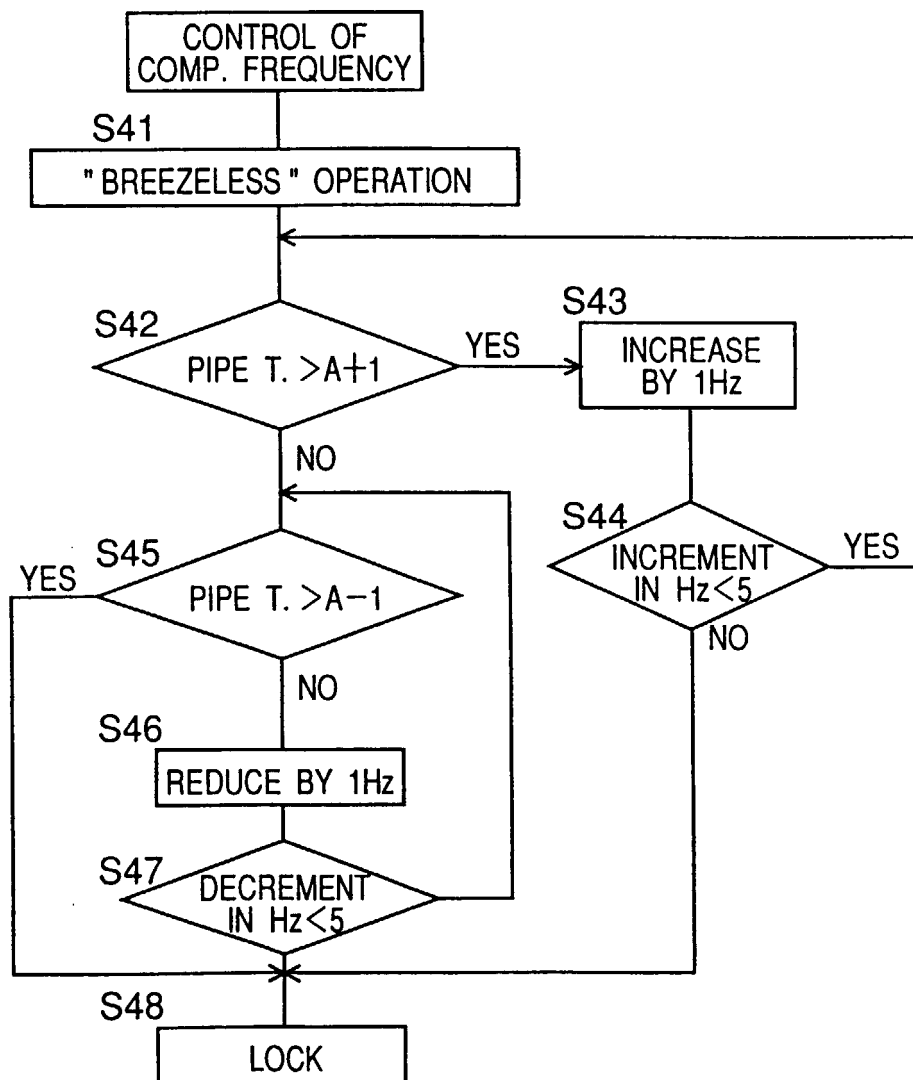 CONTROL OF
COMP. FREQUENCY
S41
"BREEZELESS" OPERATION
S42
PIPE T. >A+1
YES
S43
INCREASE
BY 1Hz
NO
S44
INCREMENT
IN Hz<5
YES
NO
S45
YES
PIPE T. >A−1
NO
S46
REDUCE BY 1Hz
S47
DECREMENT
IN Hz<5
S48
LOCK